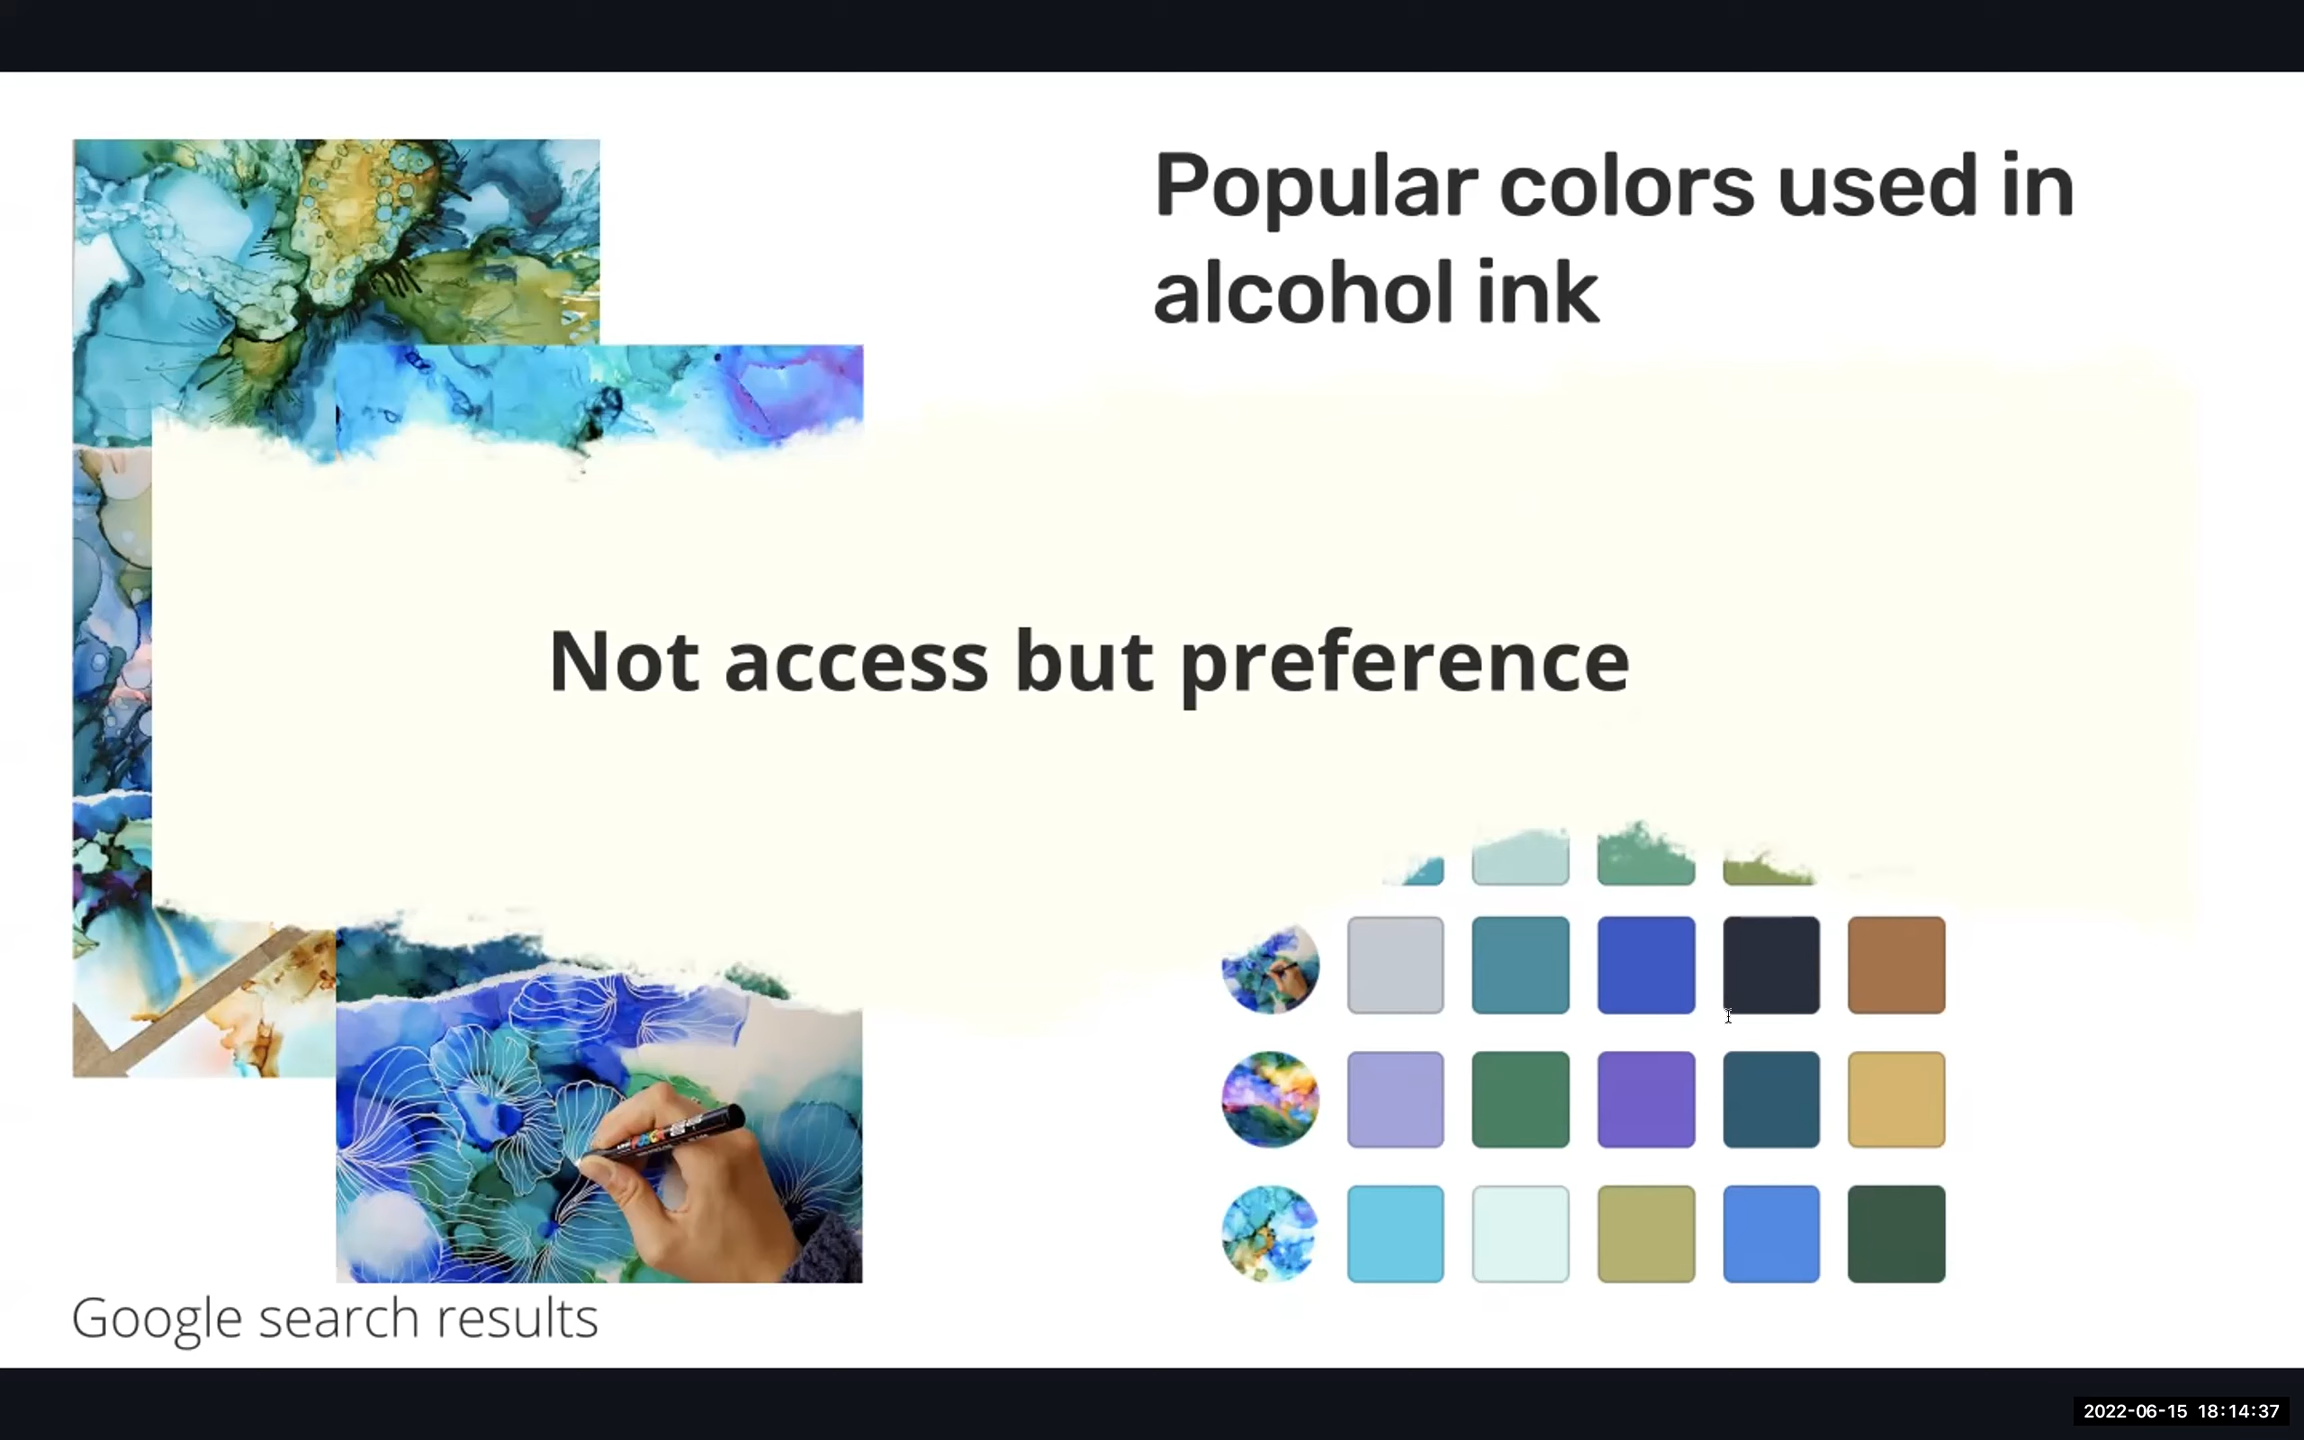 Popular colors used in
alcohol ink
Not access but preference
Google search results
2022-06-15 18:14:37